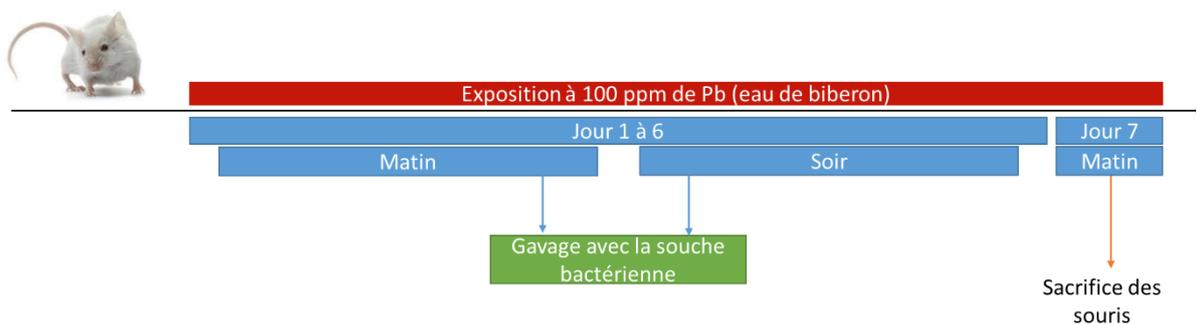 Exposition à 100 ppm de Pb (eau de biberon)
Jour 1 à 6
Jour 7
Matin
Soir
Matin
Gavage avec la souche
bactérienne
Sacrifice des
souris